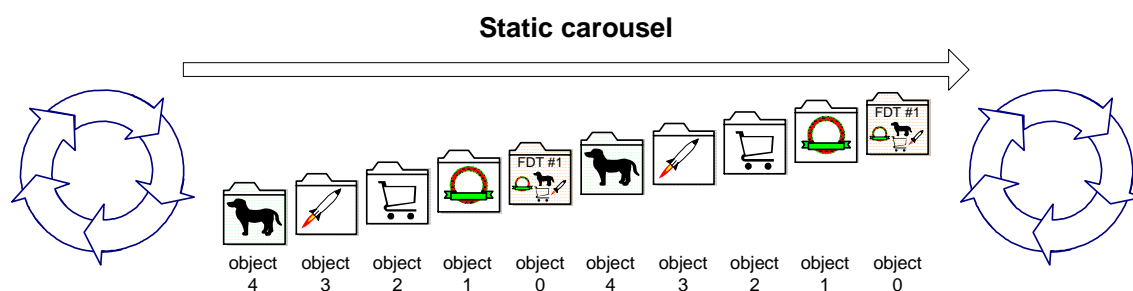 Static carousel
FDT #1
FDT #1
object object object object object object object object object object
4 3 2 1 0 4 3 2 1 0